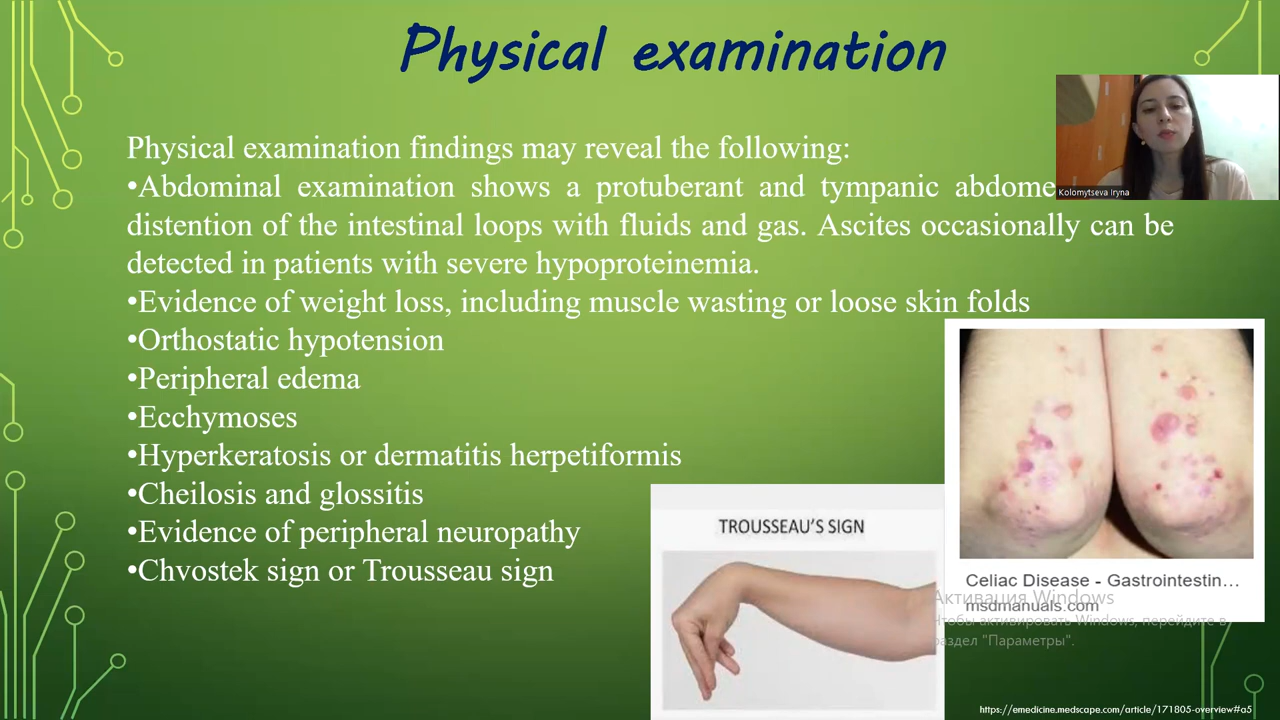 Physical examination
Kolomytseva Iryna
Physical examination findings may reveal the following:
•Abdominal examination shows a protuberant and tympanic
distention of the intestinal loops with fluids and gas. Ascites occasionally can be
detected in patients with severe hypoproteinemia.
•Evidence of weight loss, including muscle wasting or loose skin folds
•Orthostatic hypotension
•Peripheral edema
•Ecchymoses
•Hyperkeratosis or dermatitis herpetiformis
•Cheilosis and glossitis
•Evidence of peripheral neuropathy
•Chvostek sign or Trousseau sign
TROUSSEAU'S SIGN
Celiac Disease - Gastrointestin...
msdmanuals.com
Активация Windows
Чтобы активировать Windows, перейдите в
раздел "Параметры".
https://emedicine.medscape.com/article/171805-overview#a5